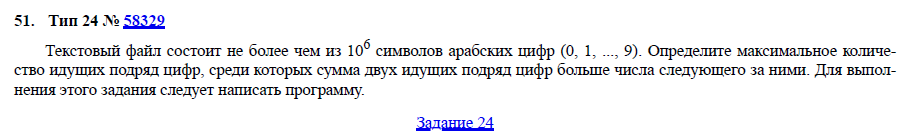 51. Тип 24 № 58329
Текстовый файл состоит не более чем из 10⁶ символов арабских цифр (0, 1, ..., 9). Определите максимальное количе-
ство идущих подряд цифр, среди которых сумма двух идущих подряд цифр больше числа следующего за ними. Для выпол-
нения этого задания следует написать программу.
Задание 24